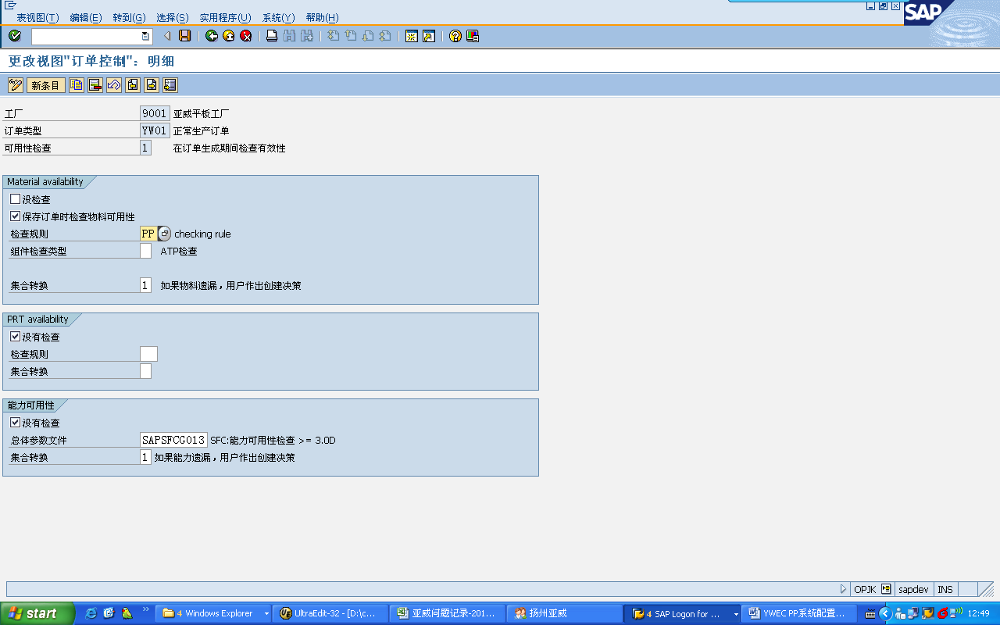 表视图(T) 编辑(E) 转到(G) 选择(S) 实用程序(U) 系统(Y) 帮助(H)
SAP
更改视图"订单控制": 明细
新条目
工厂 9001 亚威平板工厂
订单类型 YW01 正常生产订单
可用性检查 1 在订单生成期间检查有效性
Material availability
没检查
保存订单时检查物料可用性
检查规则 PP checking rule
组件检查类型 ATP检查
集合转换 1 如果物料遗漏，用户作出创建决策
PRT availability
没有检查
检查规则
集合转换
能力可用性
没有检查
总体参数文件 SAPSFCG013 SFC:能力可用性检查 >= 3.0D
集合转换 1 如果能力遗漏，用户作出创建决策
OPJK sapdev INS
start 4 Windows Explorer UltraEdit-32 - [D:\c... 亚威问题记录-201... 扬州亚威 4 SAP Logon for ... YWEC PP系统配置... 12:49